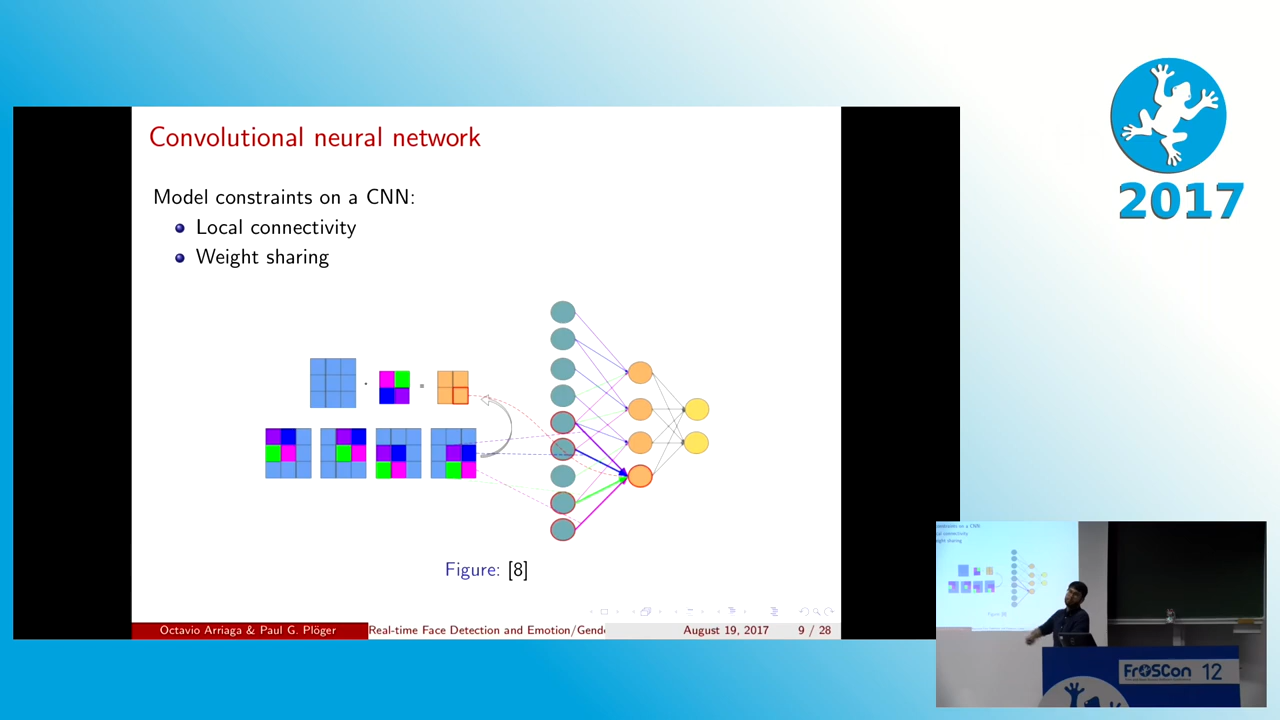 Convolutional neural network
Model constraints on a CNN:
Local connectivity
Weight sharing
Figure: [8]
Octavio Arriaga & Paul G. Plöger
Real-time Face Detection and Emotion/Gend
August 19, 2017
9 / 28
2017
FrOSCon 12